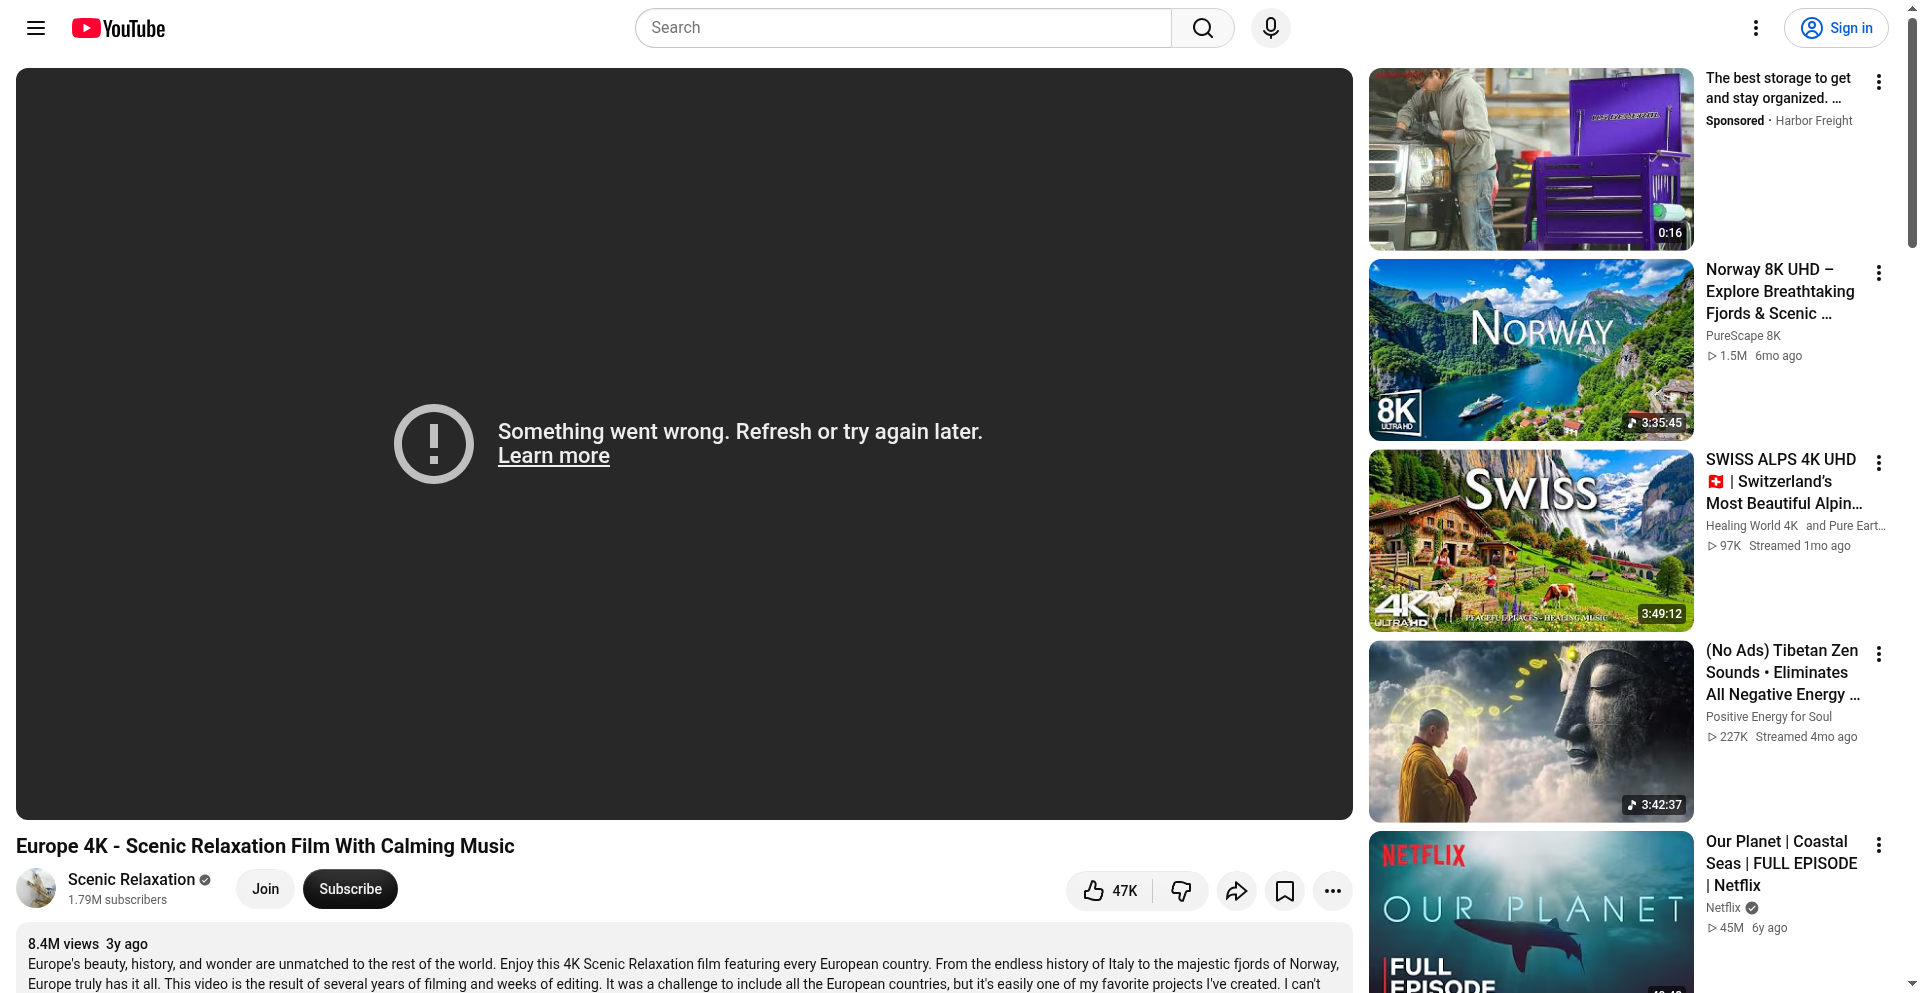 YouTube
Search
Sign in
Something went wrong. Refresh or try again later.
Learn more
Europe 4K - Scenic Relaxation Film With Calming Music
Scenic Relaxation
1.79M subscribers
Join
Subscribe
47K
8.4M views 3y ago
Europe's beauty, history, and wonder are unmatched to the rest of the world. Enjoy this 4K Scenic Relaxation film featuring every European country. From the endless history of Italy to the majestic fjords of Norway,
Europe truly has it all. This video is the result of several years of filming and weeks of editing. It was a challenge to include all the European countries, but it's easily one of my favorite projects I've created. I can't
U.S. GENERAL
0:16
The best storage to get
and stay organized. …
Sponsored · Harbor Freight
NORWAY
8K
ULTRA HD
3:35:45
Norway 8K UHD –
Explore Breathtaking
Fjords & Scenic …
PureScape 8K
1.5M 6mo ago
SWISS
4K
ULTRA HD
PEACEFUL PLACES - HEALING MUSIC
3:49:12
SWISS ALPS 4K UHD
🇨🇭 | Switzerland's
Most Beautiful Alpin…
Healing World 4K and Pure Eart…
97K Streamed 1mo ago
3:42:37
(No Ads) Tibetan Zen
Sounds • Eliminates
All Negative Energy …
Positive Energy for Soul
227K Streamed 4mo ago
NETFLIX
OUR PLANET
FULL
EPISODE
Our Planet | Coastal
Seas | FULL EPISODE
| Netflix
Netflix
45M 6y ago